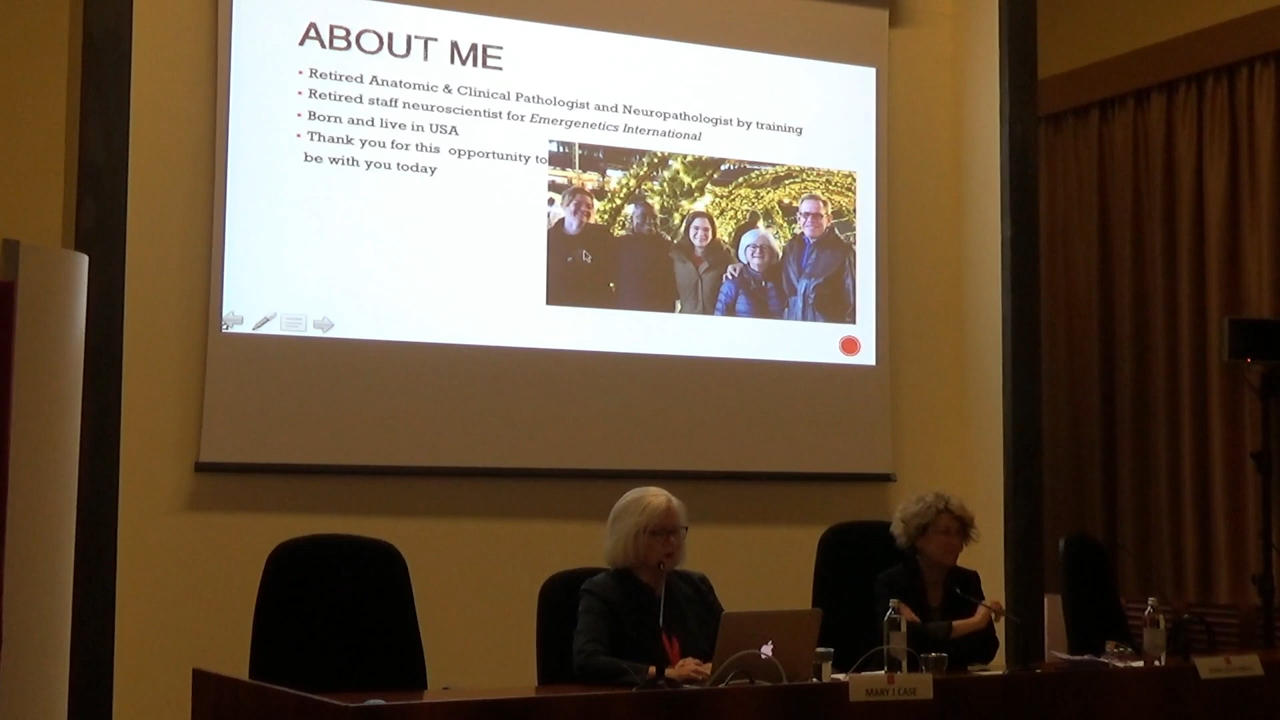 ABOUT ME
Retired Anatomic & Clinical Pathologist and Neuropathologist by training
Retired staff neuroscientist for Emergenetics International
Born and live in USA
Thank you for this opportunity to
be with you today
MARY J CASE